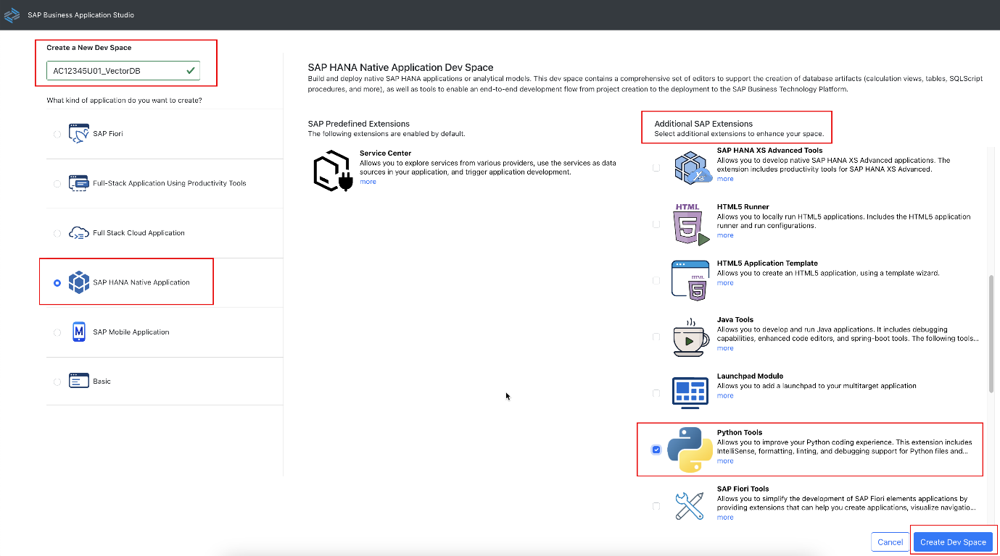 SAP Business Application Studio
Create a New Dev Space
AC12345U01_VectorDB
What kind of application do you want to create?
SAP Fiori
Full-Stack Application Using Productivity Tools
Full Stack Cloud Application
SAP HANA Native Application
M
SAP Mobile Application
Basic
SAP HANA Native Application Dev Space
Build and deploy native SAP HANA applications or analytical models. This dev space contains a comprehensive set of editors to support the creation of database artifacts (calculation views, tables, SQLScript
procedures, and more), as well as tools to enable an end-to-end development flow from project creation to the deployment to the SAP Business Technology Platform.
SAP Predefined Extensions
The following extensions are enabled by default.
Service Center
Allows you to explore services from various providers, use the services as data
sources in your application, and trigger application development.
more
Additional SAP Extensions
Select additional extensions to enhance your space.
SAP HANA XS Advanced Tools
Allows you to develop native SAP HANA XS Advanced applications. The
extension includes productivity tools for SAP HANA XS Advanced.
more
XS
HTML5 Runner
Allows you to locally run HTML5 applications. Includes the HTML5 application
runner and run configurations.
more
HTML
5
HTML5 Application Template
Allows you to create an HTML5 application, using a template wizard.
more
HTML
5
Java Tools
Allows you to develop and run Java applications. It includes debugging
capabilities, enhanced code editors, and spring-boot tools. The following tools...
more
Launchpad Module
Allows you to add a launchpad to your multitarget application
more
Python Tools
Allows you to improve your Python coding experience. This extension includes
IntelliSense, formatting, linting, and debugging support for Python files and...
more
SAP Fiori Tools
Allows you to simplify the development of SAP Fiori elements applications by
providing extensions that can help you create applications, visualize navigatio...
more
Cancel
Create Dev Space